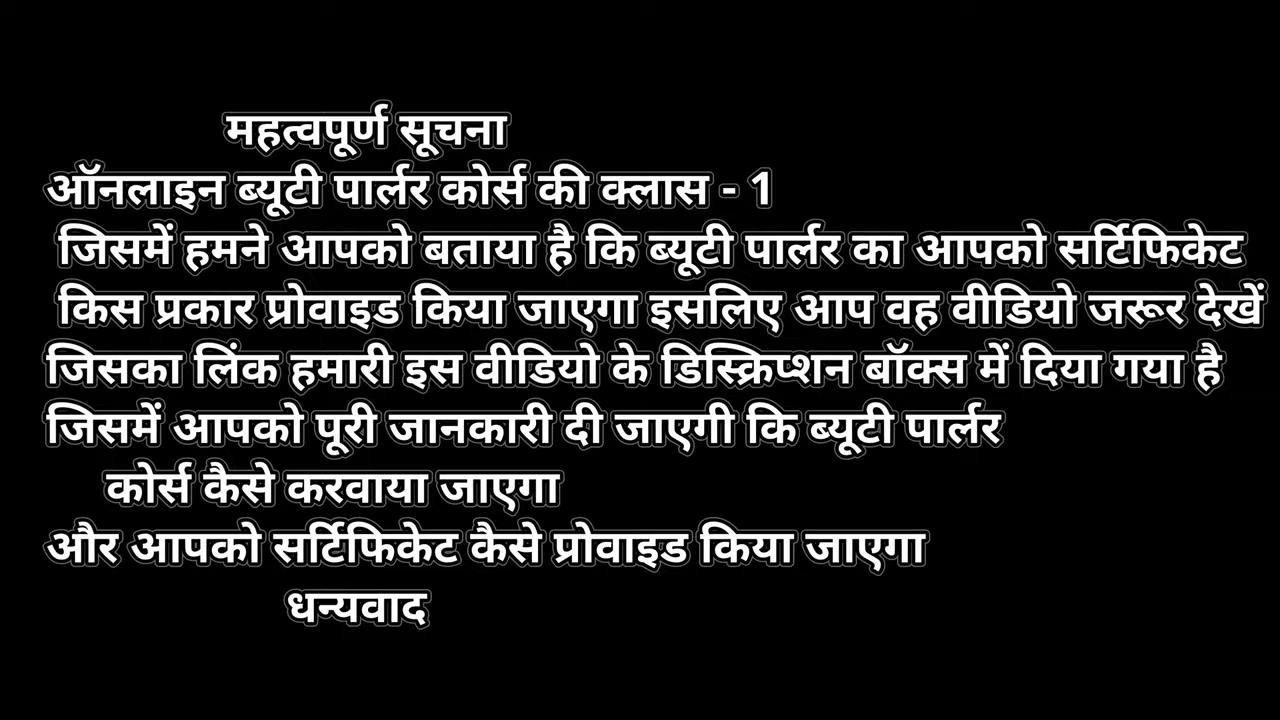 महत्वपूर्ण सूचना
ऑनलाइन ब्यूटी पार्लर कोर्स की क्लास - 1
जिसमें हमने आपको बताया है कि ब्यूटी पार्लर का आपको सर्टिफिकेट
किस प्रकार प्रोवाइड किया जाएगा इसलिए आप वह वीडियो जरूर देखें
जिसका लिंक हमारी इस वीडियो के डिस्क्रिप्शन बॉक्स में दिया गया है
जिसमें आपको पूरी जानकारी दी जाएगी कि ब्यूटी पार्लर
कोर्स कैसे करवाया जाएगा
और आपको सर्टिफिकेट कैसे प्रोवाइड किया जाएगा
धन्यवाद